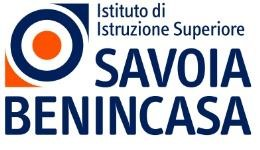 Istituto di
Istruzione Superiore
SAVOIA
BENINCASA